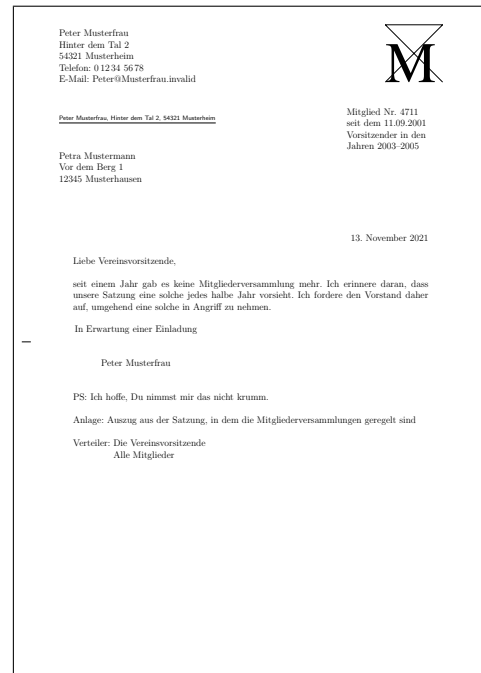 Peter Musterfrau
Hinter dem Tal 2
54321 Musterheim
Telefon: 0 12 34 56 78
E-Mail: Peter@Musterfrau.invalid
M
Peter Musterfrau, Hinter dem Tal 2, 54321 Musterheim
Mitglied Nr. 4711
seit dem 11.09.2001
Vorsitzender in den
Jahren 2003–2005
Petra Mustermann
Vor dem Berg 1
12345 Musterhausen
13. November 2021
Liebe Vereinsvorsitzende,
seit einem Jahr gab es keine Mitgliederversammlung mehr. Ich erinnere daran, dass
unsere Satzung eine solche jedes halbe Jahr vorsieht. Ich fordere den Vorstand daher
auf, umgehend eine solche in Angriff zu nehmen.
In Erwartung einer Einladung
Peter Musterfrau
PS: Ich hoffe, Du nimmst mir das nicht krumm.
Anlage: Auszug aus der Satzung, in dem die Mitgliederversammlungen geregelt sind
Verteiler: Die Vereinsvorsitzende
Alle Mitglieder